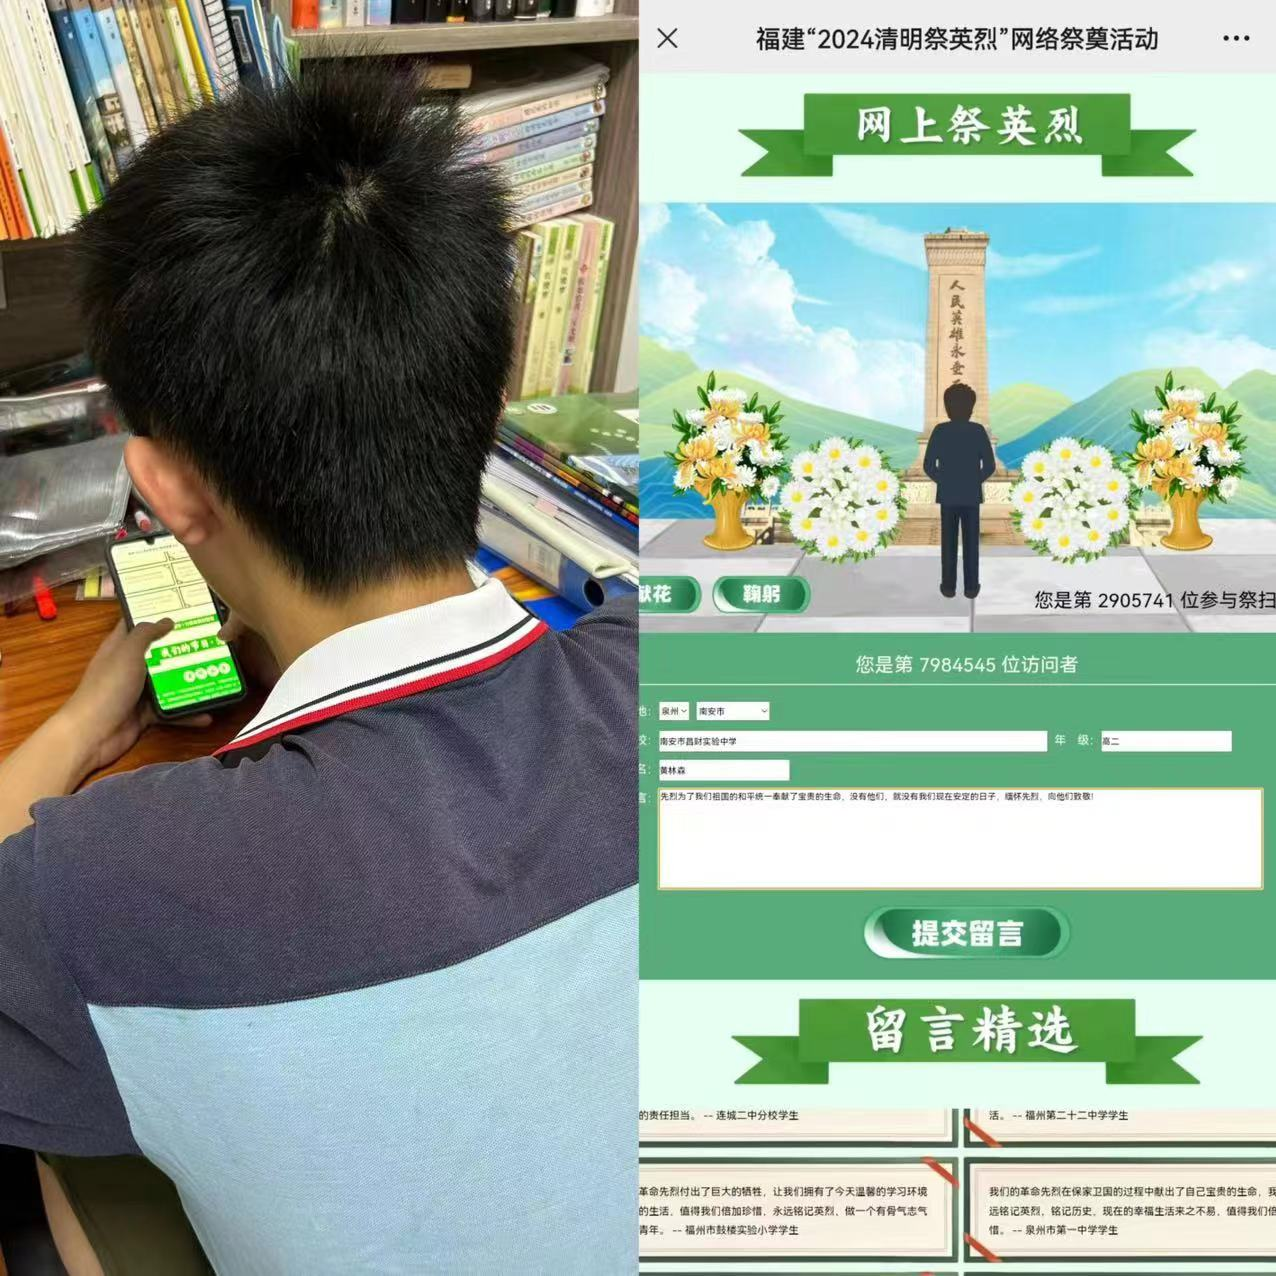 福建“2024清明祭英烈”网络祭奠活动
网上祭英烈
人民英雄永垂
献花
鞠躬
您是第 2905741 位参与祭扫
您是第 7984545 位访问者
泉州
南安市
南安市昌财实验中学
年 级：
高二
黄林森
先烈为了我们祖国的和平统一奉献了宝贵的生命，没有他们，就没有我们现在安定的日子，缅怀先烈，向他们致敬！
提交留言
留言精选
的责任担当。 -- 连城二中分校学生
活。 -- 福州第二十二中学学生
革命先烈付出了巨大的牺牲，让我们拥有了今天温馨的学习环境
的生活，值得我们倍加珍惜，永远铭记英烈，做一个有骨气志气
青年。 -- 福州市鼓楼实验小学学生
我们的革命先烈在保家卫国的过程中献出了自己宝贵的生命，我
远铭记英烈，铭记历史，现在的幸福生活来之不易，值得我们倍
惜。 -- 泉州市第一中学学生
我们的节日